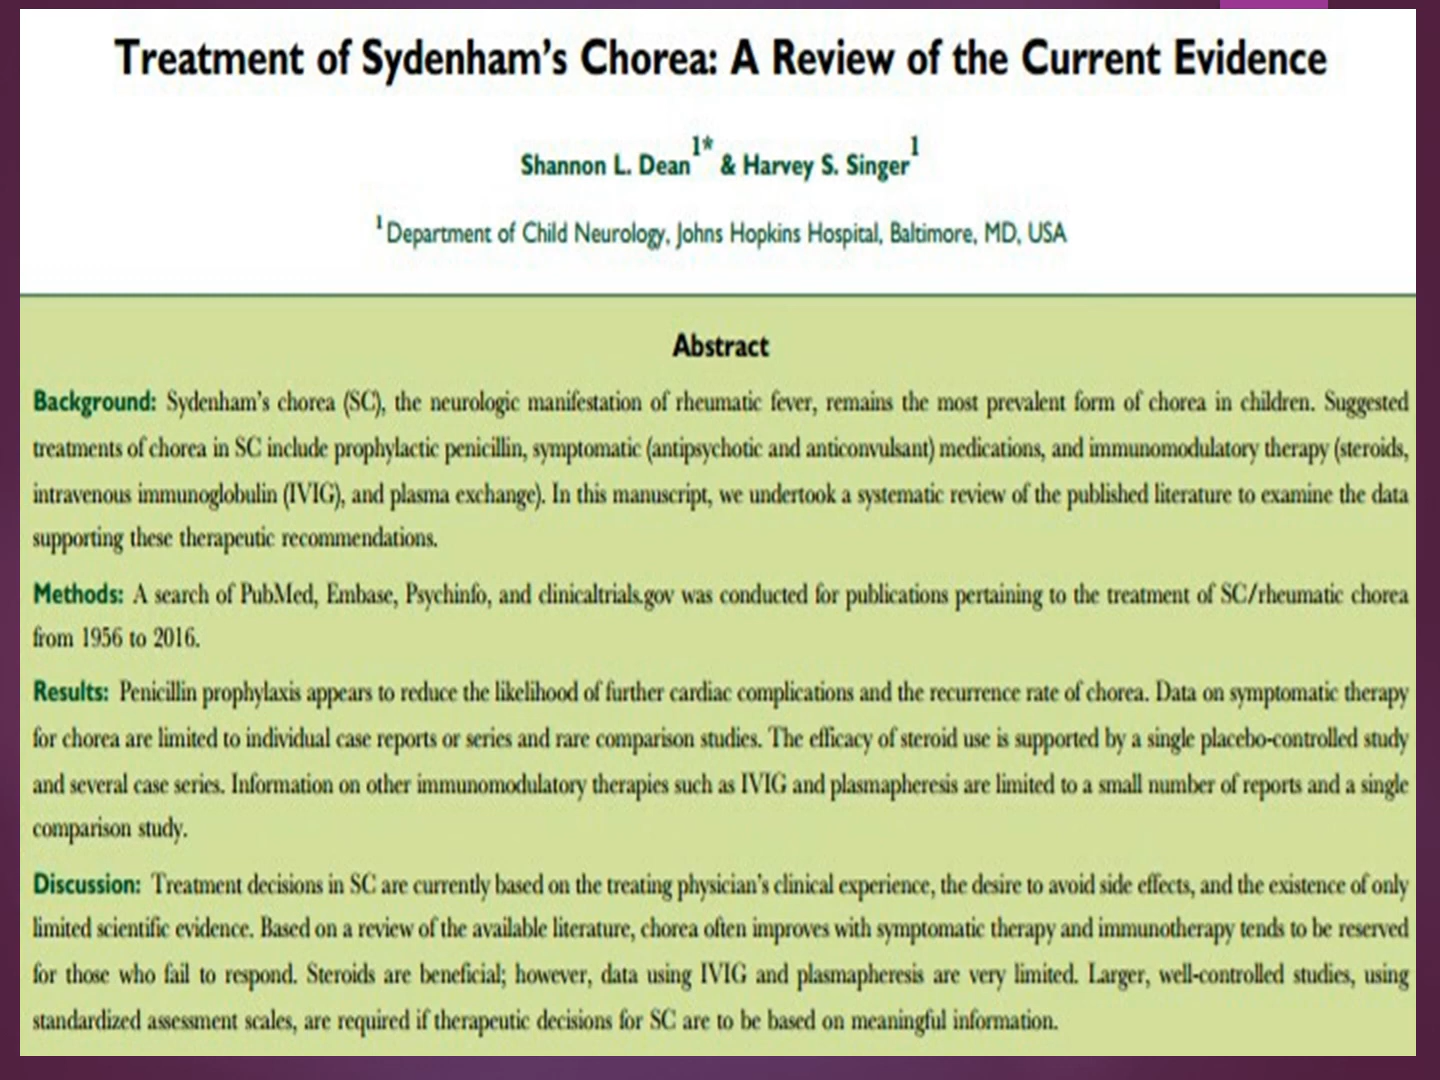 Treatment of Sydenham's Chorea: A Review of the Current Evidence
Shannon L. Dean1* & Harvey S. Singer1
1 Department of Child Neurology, Johns Hopkins Hospital, Baltimore, MD, USA
Abstract
Background: Sydenham's chorea (SC), the neurologic manifestation of rheumatic fever, remains the most prevalent form of chorea in children. Suggested
treatments of chorea in SC include prophylactic penicillin, symptomatic (antipsychotic and anticonvulsant) medications, and immunomodulatory therapy (steroids,
intravenous immunoglobulin (IVIG), and plasma exchange). In this manuscript, we undertook a systematic review of the published literature to examine the data
supporting these therapeutic recommendations.
Methods: A search of PubMed, Embase, Psychinfo, and clinicaltrials.gov was conducted for publications pertaining to the treatment of SC/rheumatic chorea
from 1956 to 2016.
Results: Penicillin prophylaxis appears to reduce the likelihood of further cardiac complications and the recurrence rate of chorea. Data on symptomatic therapy
for chorea are limited to individual case reports or series and rare comparison studies. The efficacy of steroid use is supported by a single placebo-controlled study
and several case series. Information on other immunomodulatory therapies such as IVIG and plasmapheresis are limited to a small number of reports and a single
comparison study.
Discussion: Treatment decisions in SC are currently based on the treating physician's clinical experience, the desire to avoid side effects, and the existence of only
limited scientific evidence. Based on a review of the available literature, chorea often improves with symptomatic therapy and immunotherapy tends to be reserved
for those who fail to respond. Steroids are beneficial; however, data using IVIG and plasmapheresis are very limited. Larger, well-controlled studies, using
standardized assessment scales, are required if therapeutic decisions for SC are to be based on meaningful information.